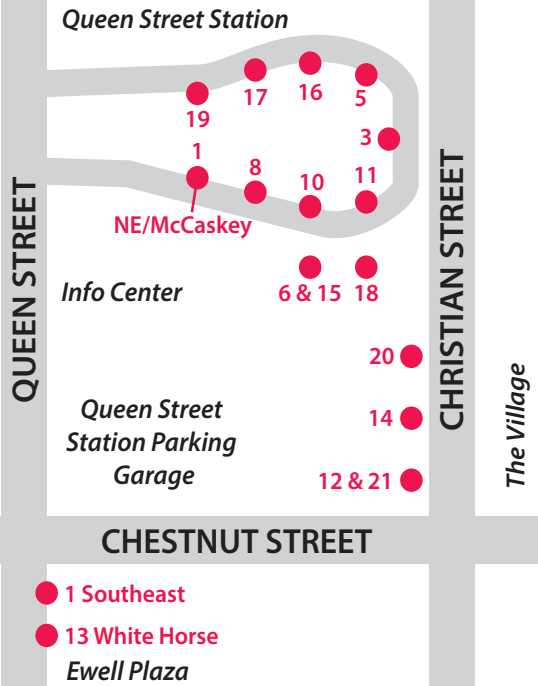 Queen Street Station
19
17
16
5
3
1
8
10
11
NE/McCaskey
Info Center
6 & 15
18
20
14
12 & 21
Queen Street
Station Parking
Garage
QUEEN STREET
CHRISTIAN STREET
The Village
CHESTNUT STREET
1 Southeast
13 White Horse
Ewell Plaza